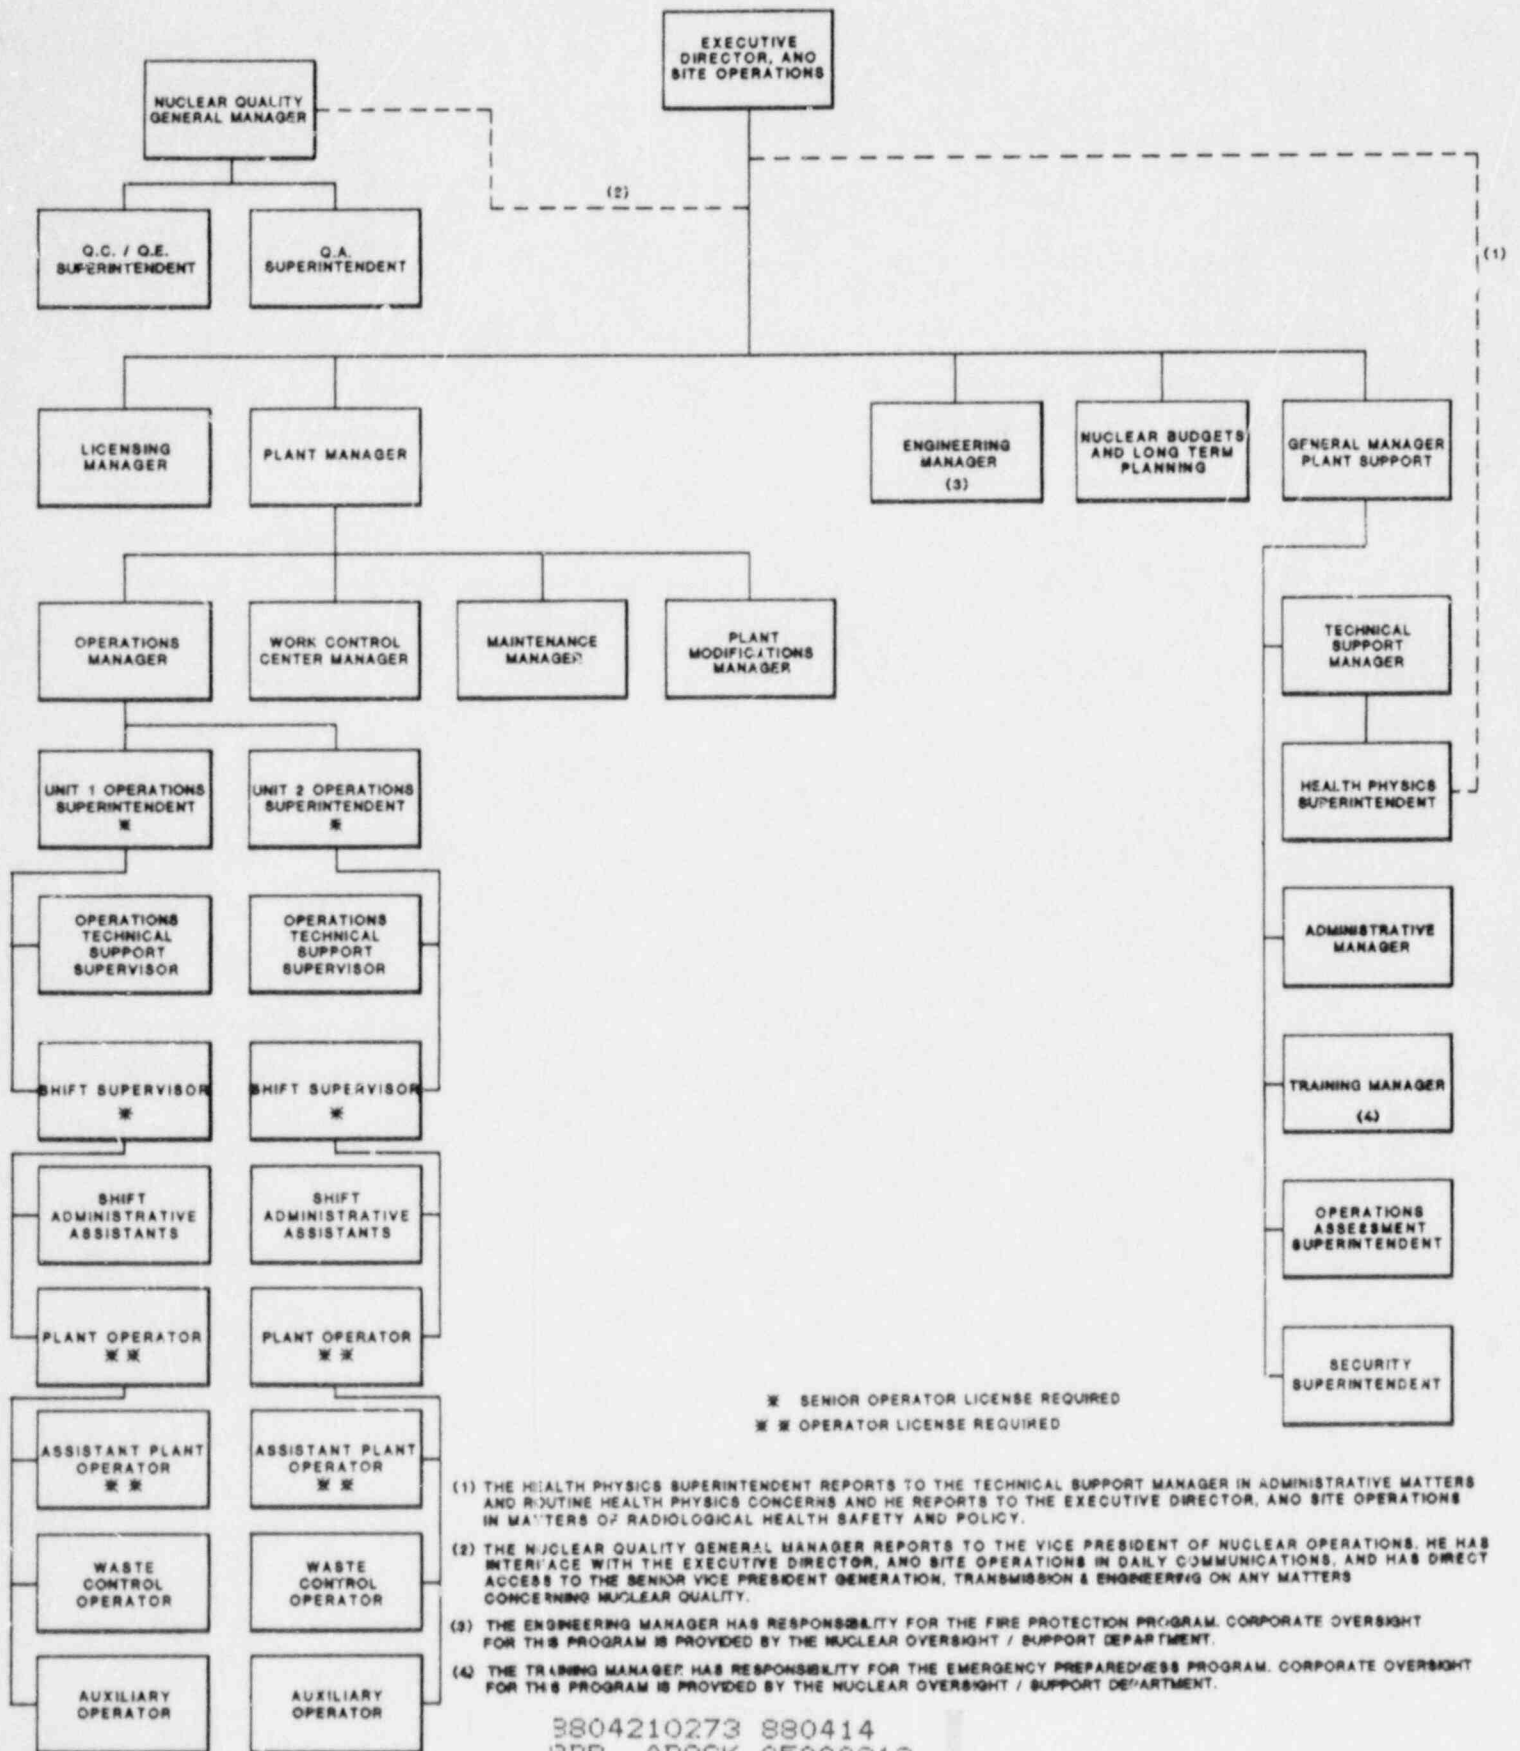 EXECUTIVE
DIRECTOR, ANO
SITE OPERATIONS
NUCLEAR QUALITY
GENERAL MANAGER
(2)
(1)
Q.C. / Q.E.
SUPERINTENDENT
Q.A.
SUPERINTENDENT
LICENSING
MANAGER
PLANT MANAGER
ENGINEERING
MANAGER
(3)
NUCLEAR BUDGETS
AND LONG TERM
PLANNING
GENERAL MANAGER
PLANT SUPPORT
OPERATIONS
MANAGER
WORK CONTROL
CENTER MANAGER
MAINTENANCE
MANAGER
PLANT
MODIFICATIONS
MANAGER
TECHNICAL
SUPPORT
MANAGER
UNIT 1 OPERATIONS
SUPERINTENDENT
※
UNIT 2 OPERATIONS
SUPERINTENDENT
※
HEALTH PHYSICS
SUPERINTENDENT
OPERATIONS
TECHNICAL
SUPPORT
SUPERVISOR
OPERATIONS
TECHNICAL
SUPPORT
SUPERVISOR
ADMINISTRATIVE
MANAGER
SHIFT SUPERVISOR
※
SHIFT SUPERVISOR
※
TRAINING MANAGER
(4)
SHIFT
ADMINISTRATIVE
ASSISTANTS
SHIFT
ADMINISTRATIVE
ASSISTANTS
OPERATIONS
ASSESSMENT
SUPERINTENDENT
PLANT OPERATOR
※ ※
PLANT OPERATOR
※ ※
SECURITY
SUPERINTENDENT
ASSISTANT PLANT
OPERATOR
※ ※
ASSISTANT PLANT
OPERATOR
※ ※
WASTE
CONTROL
OPERATOR
WASTE
CONTROL
OPERATOR
AUXILIARY
OPERATOR
AUXILIARY
OPERATOR
※ SENIOR OPERATOR LICENSE REQUIRED
※ ※ OPERATOR LICENSE REQUIRED
(1) THE HEALTH PHYSICS SUPERINTENDENT REPORTS TO THE TECHNICAL SUPPORT MANAGER IN ADMINISTRATIVE MATTERS
AND ROUTINE HEALTH PHYSICS CONCERNS AND HE REPORTS TO THE EXECUTIVE DIRECTOR, ANO SITE OPERATIONS
IN MATTERS OF RADIOLOGICAL HEALTH SAFETY AND POLICY.
(2) THE NUCLEAR QUALITY GENERAL MANAGER REPORTS TO THE VICE PRESIDENT OF NUCLEAR OPERATIONS. HE HAS
INTERFACE WITH THE EXECUTIVE DIRECTOR, ANO SITE OPERATIONS IN DAILY COMMUNICATIONS, AND HAS DIRECT
ACCESS TO THE SENIOR VICE PRESIDENT GENERATION, TRANSMISSION & ENGINEERING ON ANY MATTERS
CONCERNING NUCLEAR QUALITY.
(3) THE ENGINEERING MANAGER HAS RESPONSIBILITY FOR THE FIRE PROTECTION PROGRAM. CORPORATE OVERSIGHT
FOR THIS PROGRAM IS PROVIDED BY THE NUCLEAR OVERSIGHT / SUPPORT DEPARTMENT.
(4) THE TRAINING MANAGER HAS RESPONSIBILITY FOR THE EMERGENCY PREPAREDNESS PROGRAM. CORPORATE OVERSIGHT
FOR THIS PROGRAM IS PROVIDED BY THE NUCLEAR OVERSIGHT / SUPPORT DEPARTMENT.
8804210273 880414